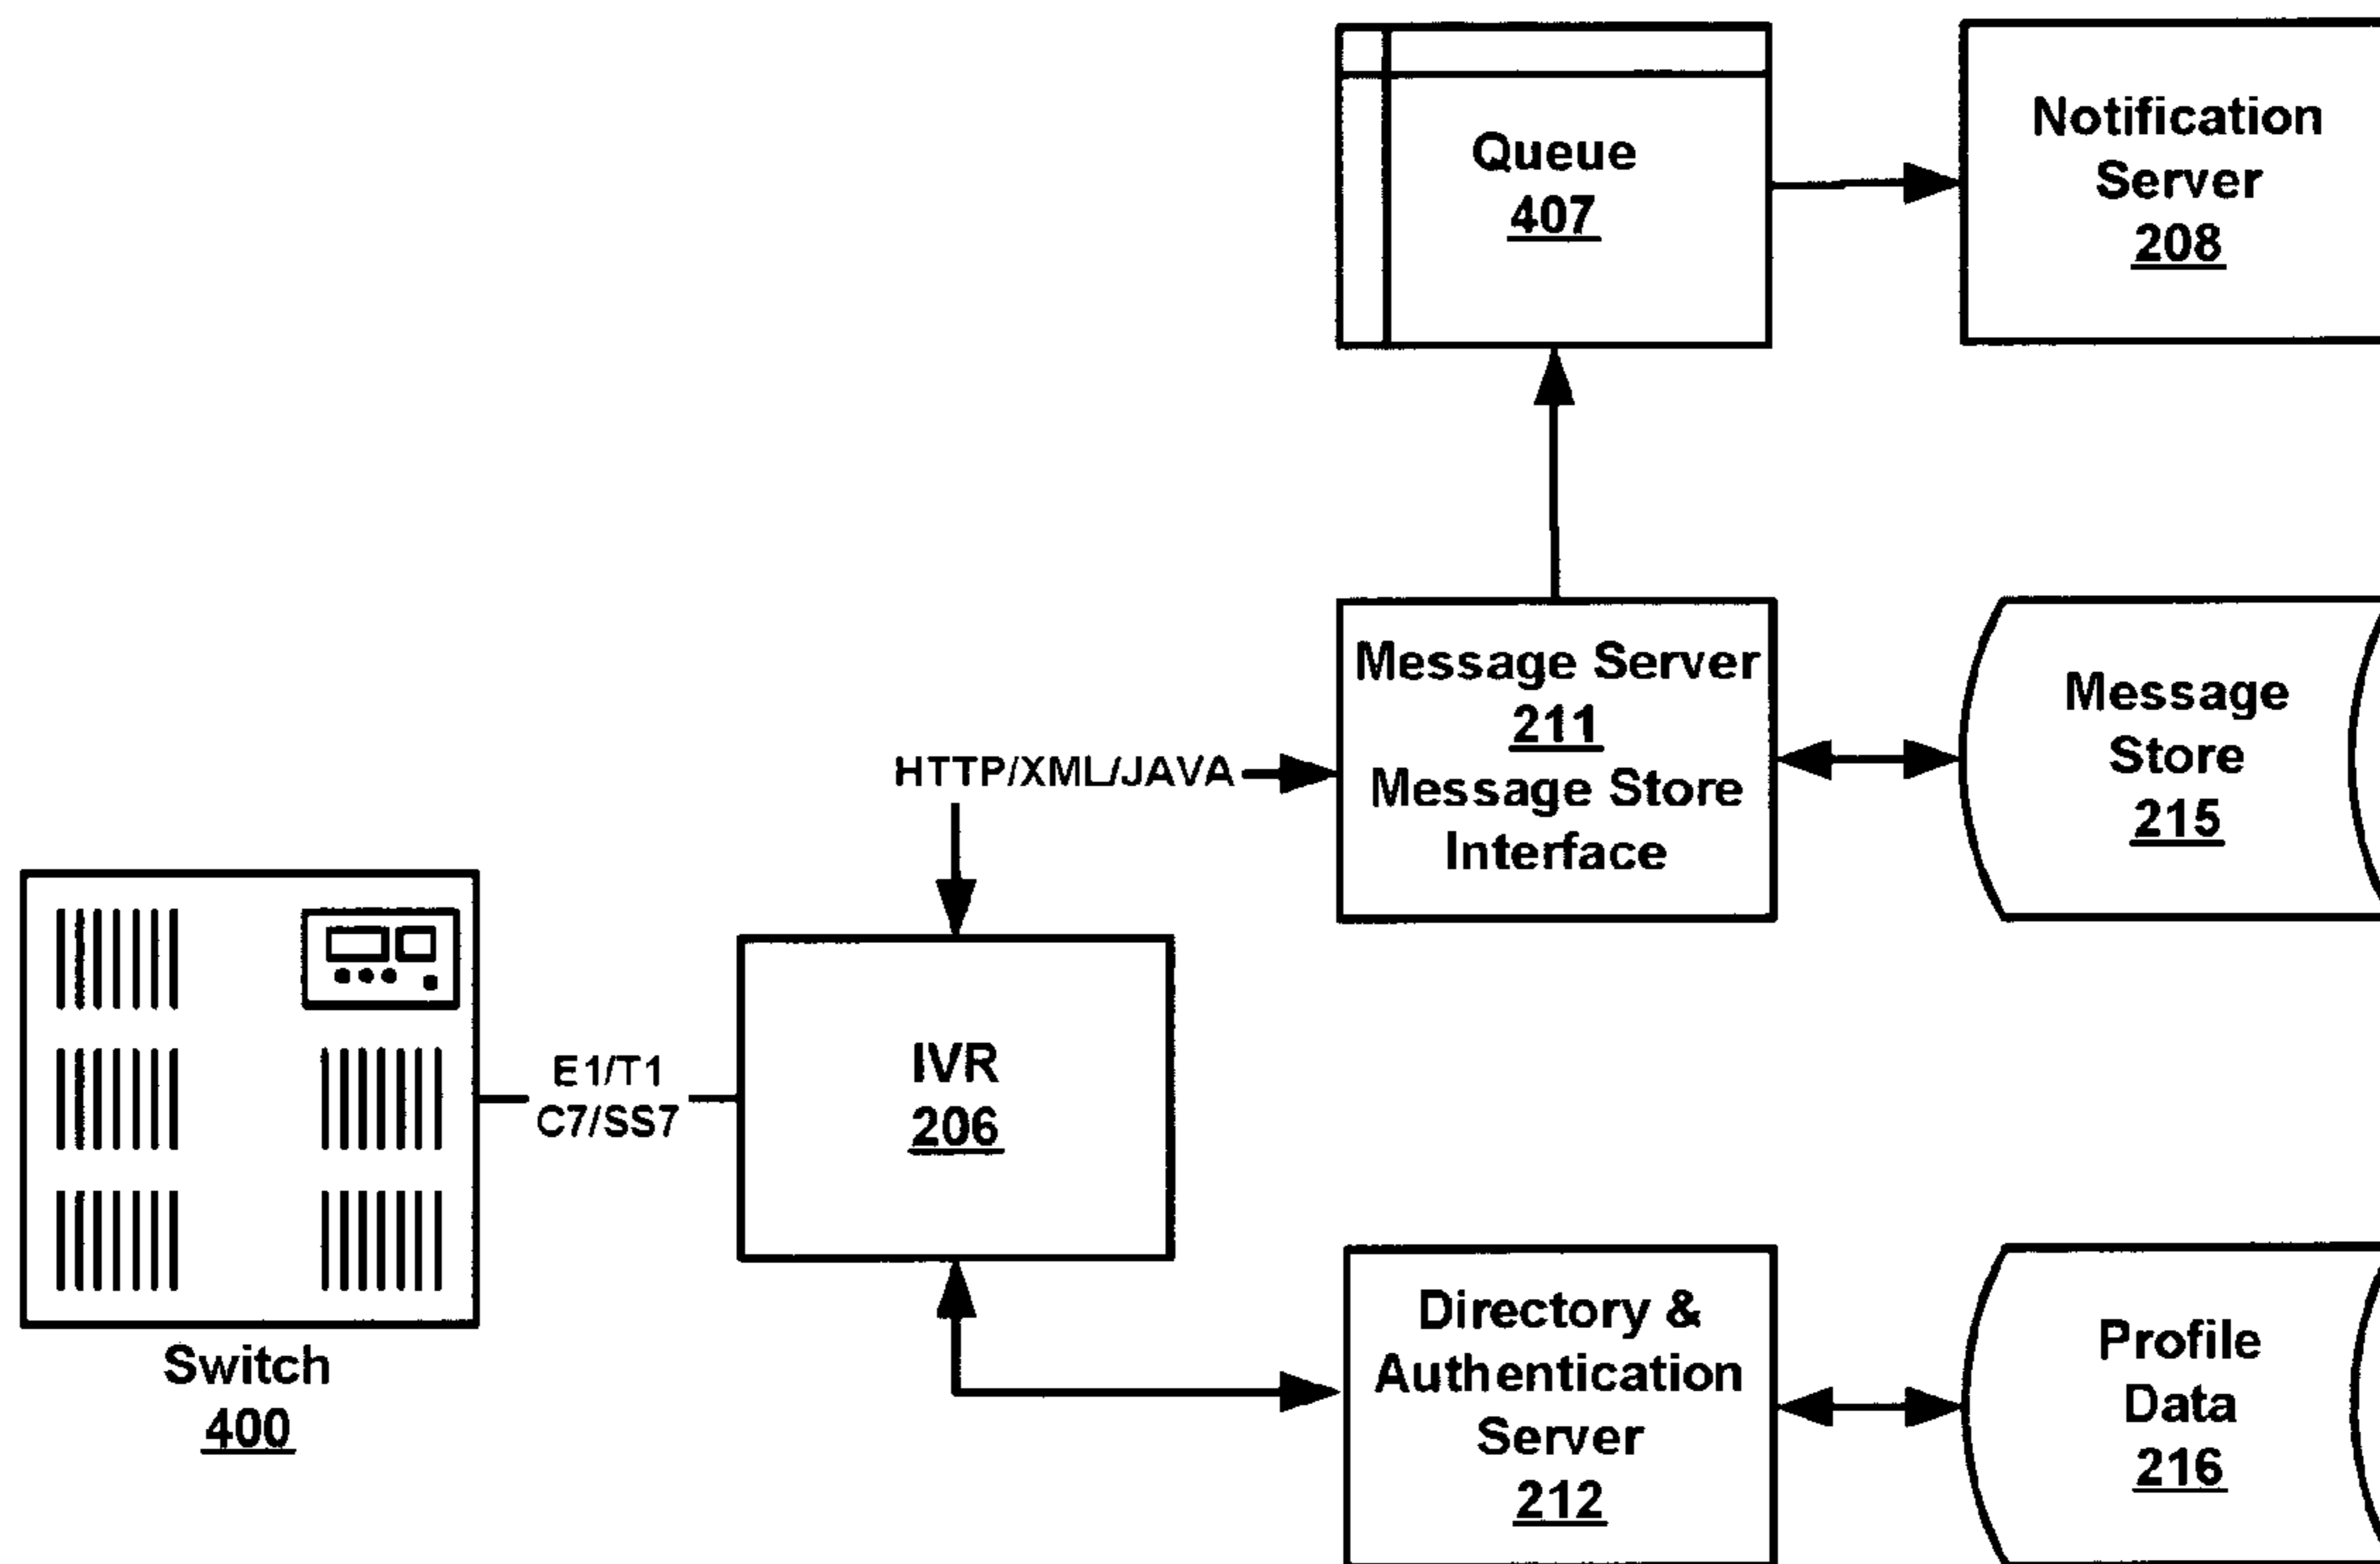 Queue
407
Notification
Server
208
Message Server
211
Message Store
Interface
Message
Store
215
HTTP/XML/JAVA
E1/T1
C7/SS7
IVR
206
Switch
400
Directory &
Authentication
Server
212
Profile
Data
216